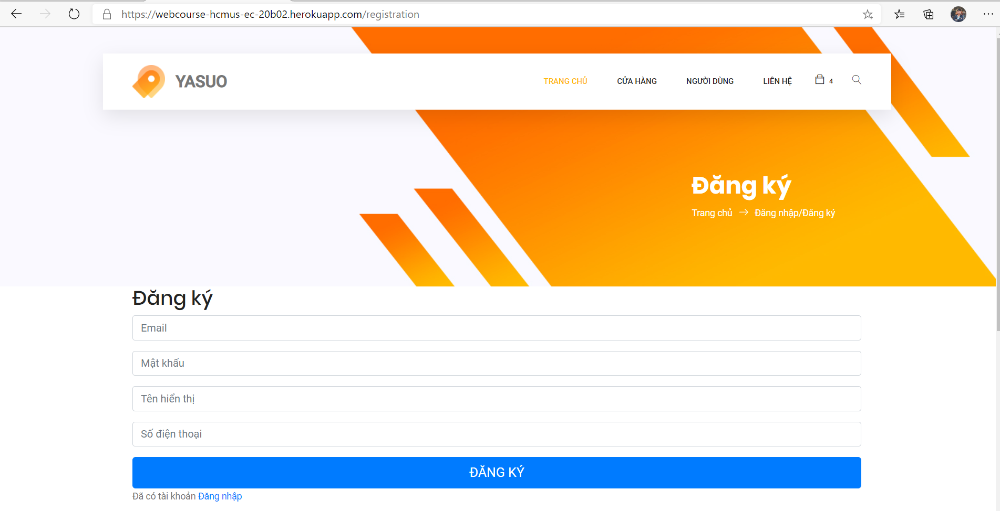 https://webcourse-hcmus-ec-20b02.herokuapp.com/registration
YASUO
TRANG CHỦ CỬA HÀNG NGƯỜI DÙNG LIÊN HỆ 4
Đăng ký
Trang chủ → Đăng nhập/Đăng ký
Đăng ký
Email
Mật khẩu
Tên hiển thị
Số điện thoại
ĐĂNG KÝ
Đã có tài khoản Đăng nhập